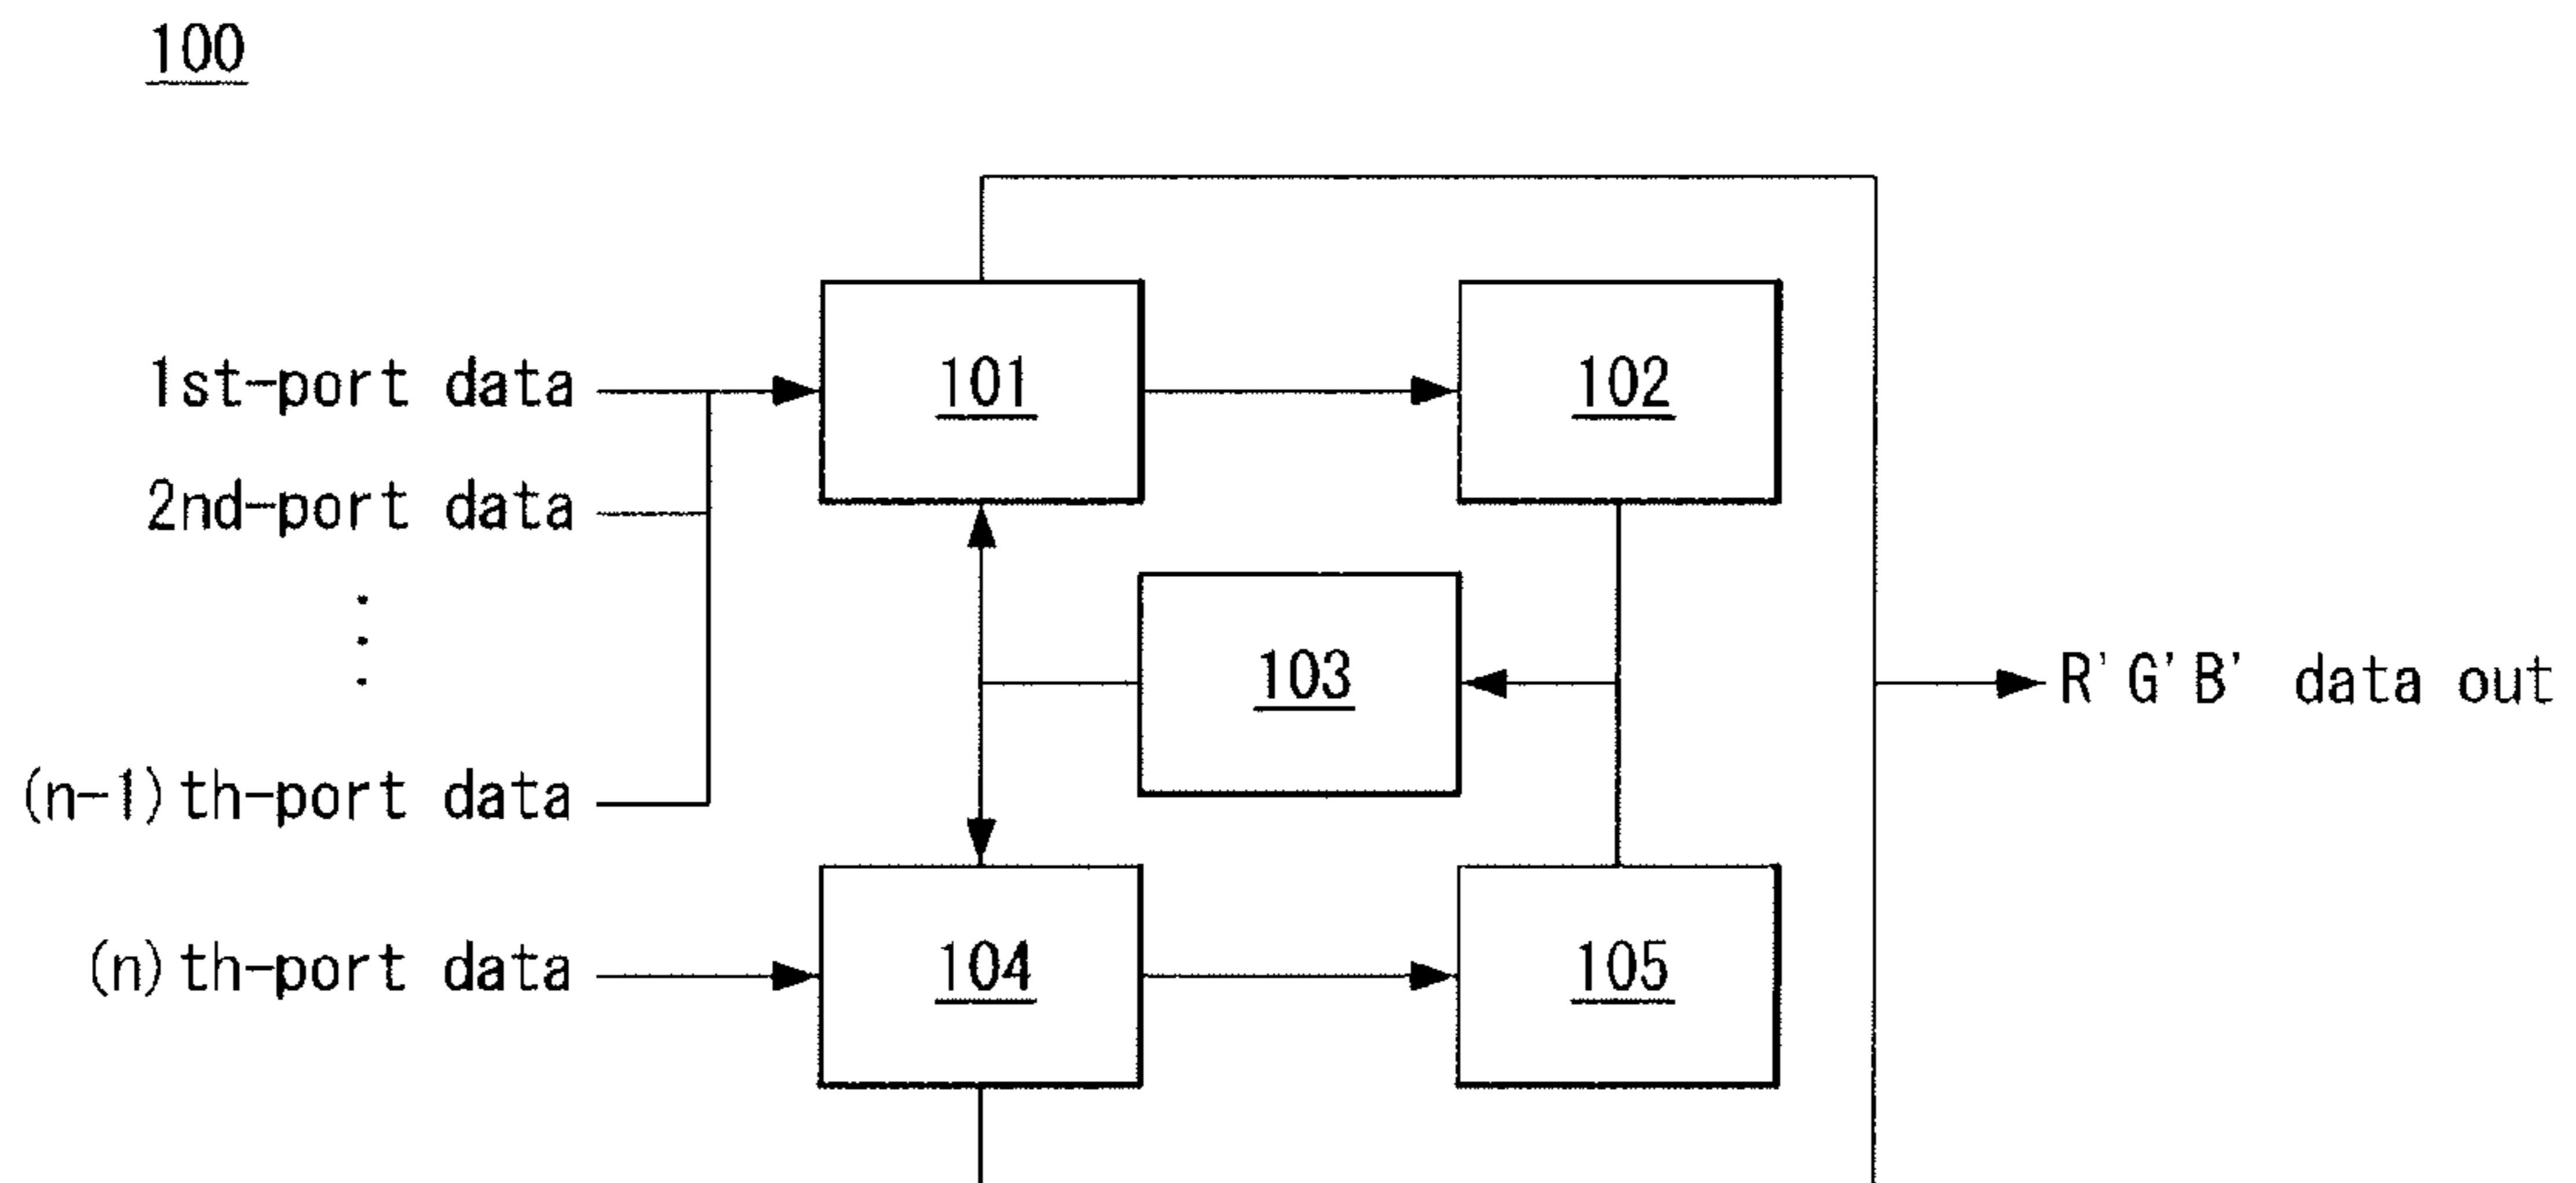 100
1st-port data
101
102
2nd-port data
103
R'G'B' data out
(n-1)th-port data
(n)th-port data
104
105